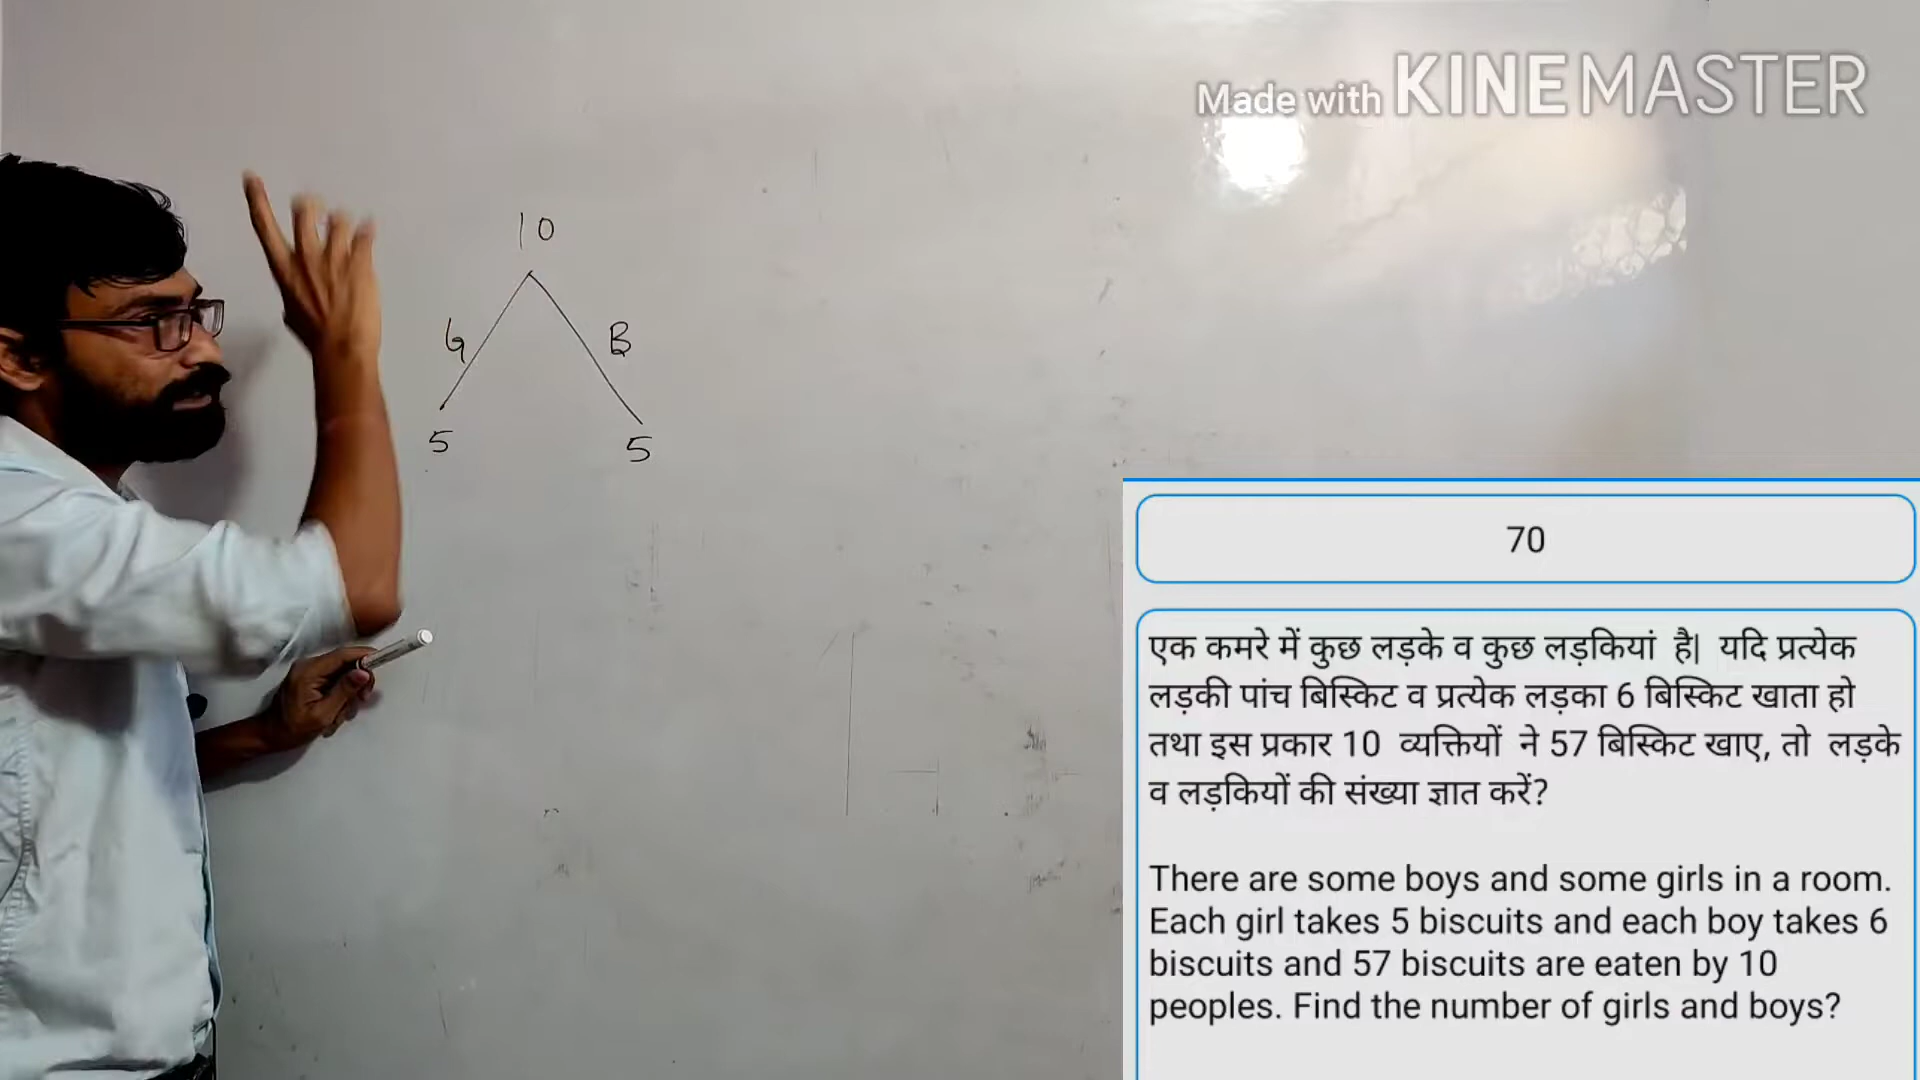 Made with KINEMASTER
10
G B
5 5
70
एक कमरे में कुछ लड़के व कुछ लड़कियां है| यदि प्रत्येक
लड़की पांच बिस्किट व प्रत्येक लड़का 6 बिस्किट खाता हो
तथा इस प्रकार 10 व्यक्तियों ने 57 बिस्किट खाए, तो लड़के
व लड़कियों की संख्या ज्ञात करें?
There are some boys and some girls in a room.
Each girl takes 5 biscuits and each boy takes 6
biscuits and 57 biscuits are eaten by 10
peoples. Find the number of girls and boys?